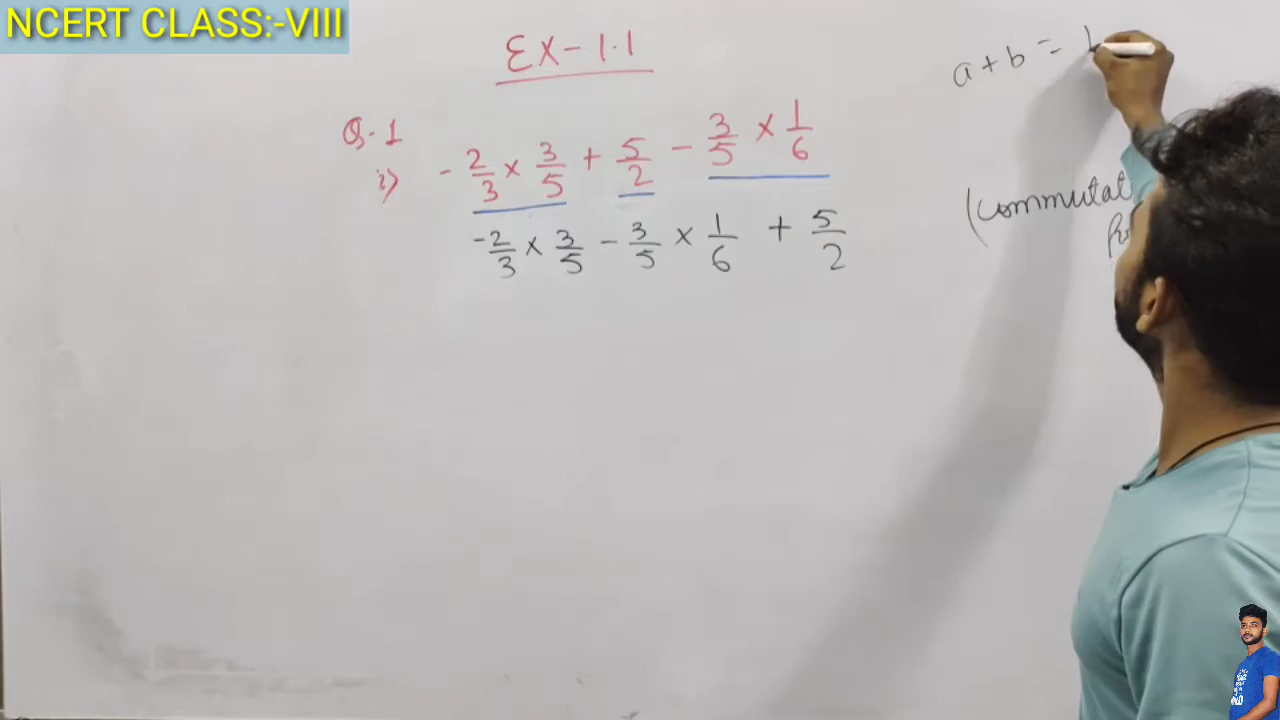 NCERT CLASS:-VIII
EX-1.1
Q.1
i) -2/3 × 3/5 + 5/2 - 3/5 × 1/6
-2/3 × 3/5 - 3/5 × 1/6 + 5/2
a+b = b
(commutat